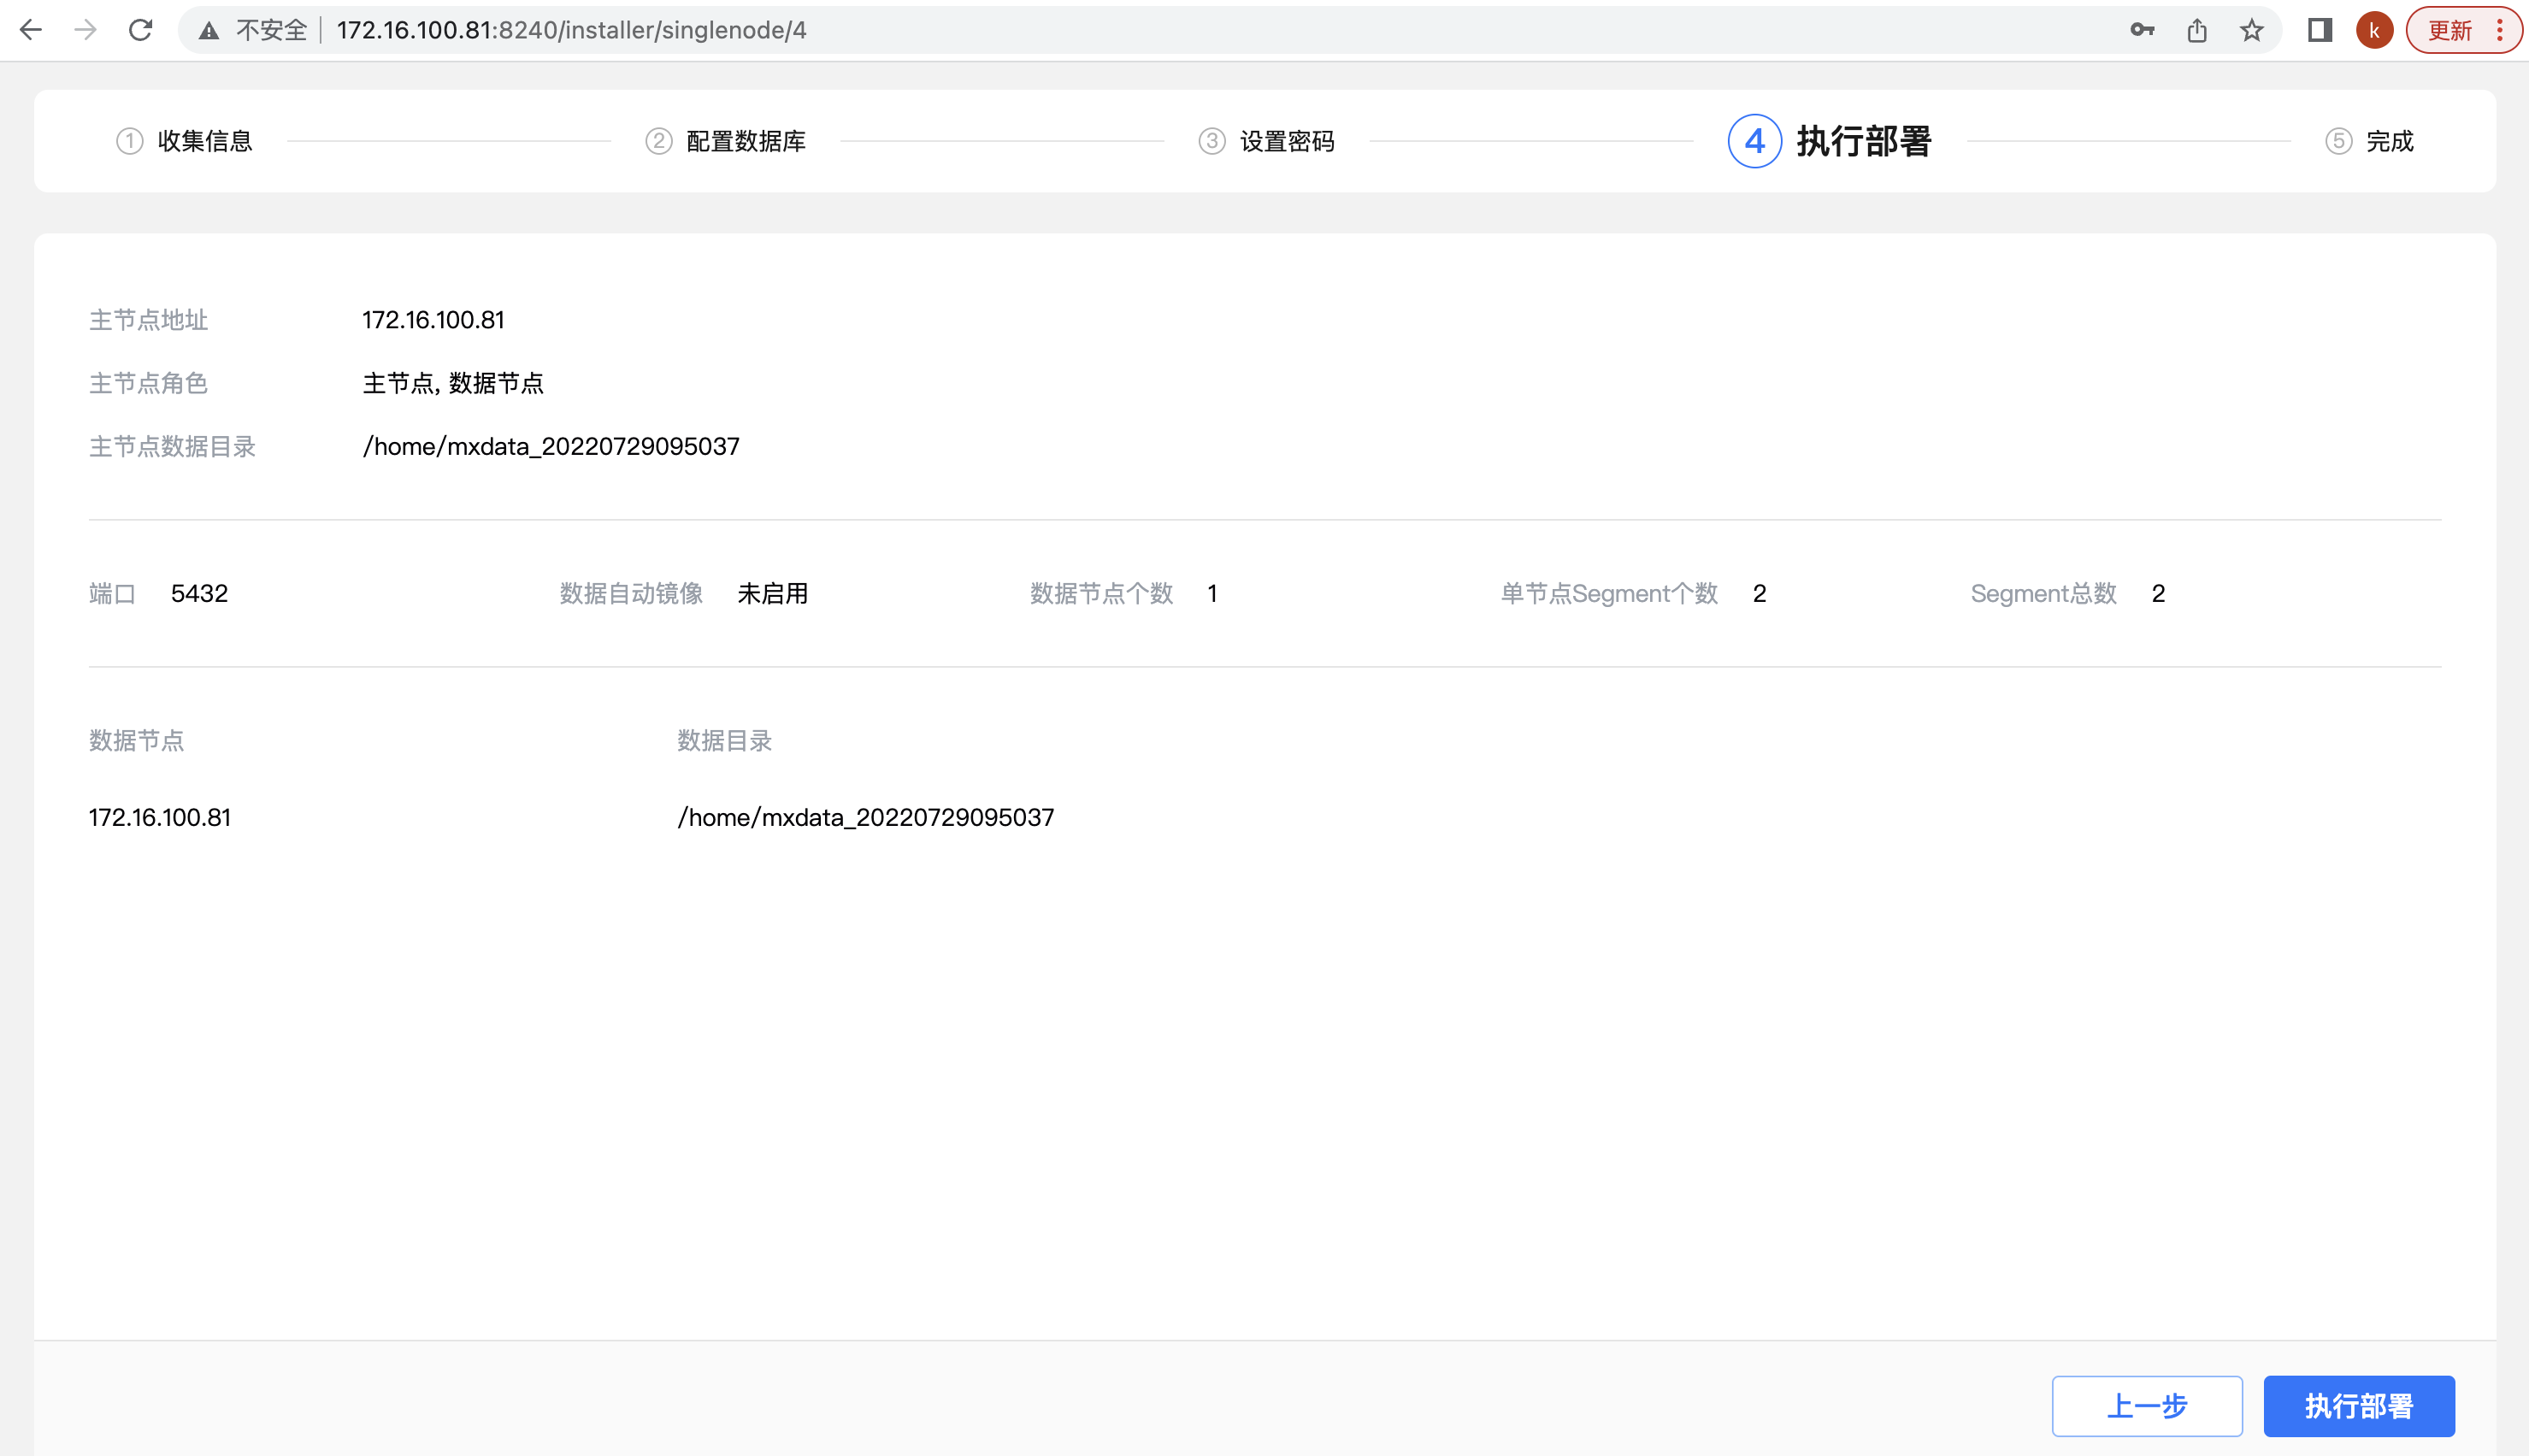 不安全 172.16.100.81:8240/installer/singlenode/4 k 更新
1 收集信息 2 配置数据库 3 设置密码 4 执行部署 5 完成
主节点地址 172.16.100.81
主节点角色 主节点, 数据节点
主节点数据目录 /home/mxdata_20220729095037
端口 5432 数据自动镜像 未启用 数据节点个数 1 单节点Segment个数 2 Segment总数 2
数据节点 数据目录
172.16.100.81 /home/mxdata_20220729095037
上一步 执行部署